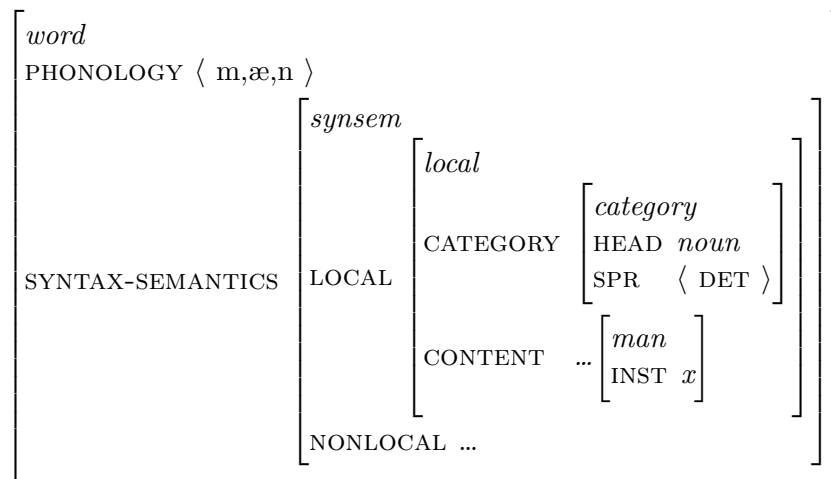 word
PHONOLOGY ⟨ m,æ,n ⟩
synsem
local
category
CATEGORY HEAD noun
SYNTAX-SEMANTICS LOCAL SPR ⟨ DET ⟩
man
CONTENT … INST x
NONLOCAL …